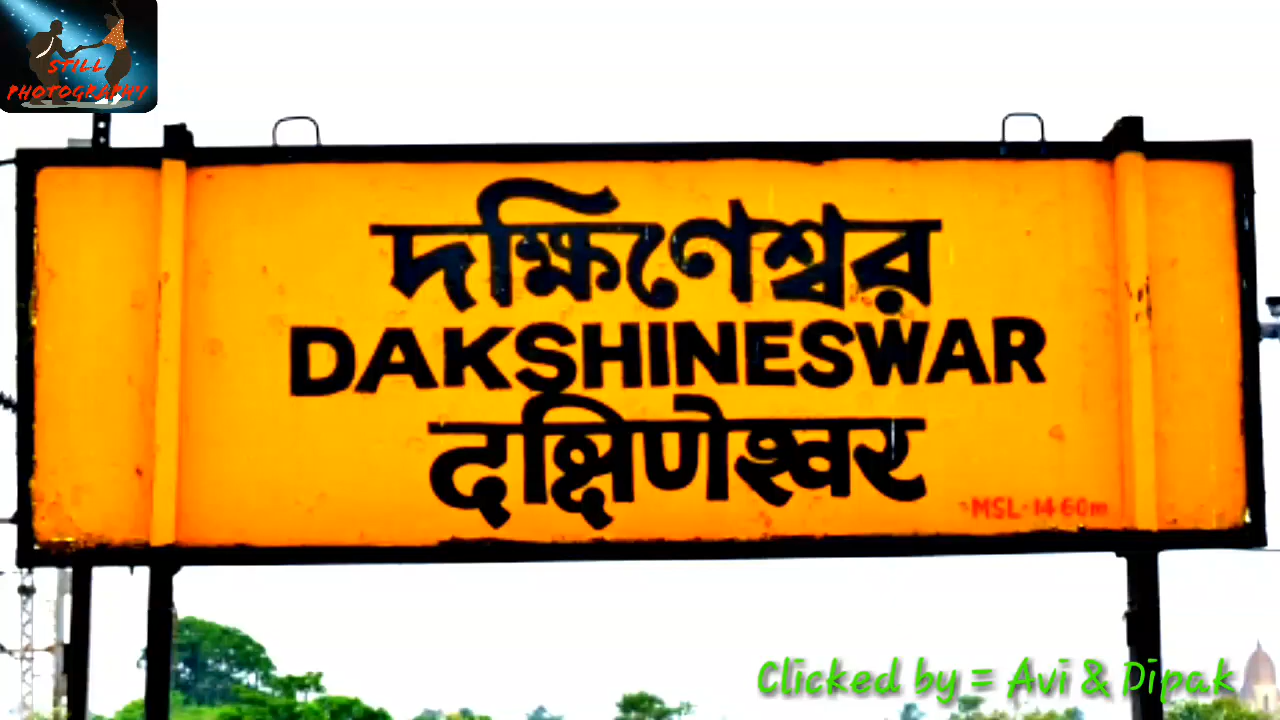 STILL
PHOTOGRAPHY
দক্ষিণেশ্বর
DAKSHINESWAR
दक्षिणेश्वर
MSL-14·60m
Clicked by = Avi & Dipak